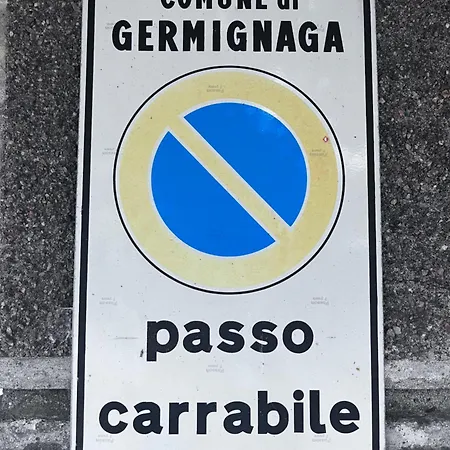 COMUNE di
GERMIGNAGA
passo
carrabile